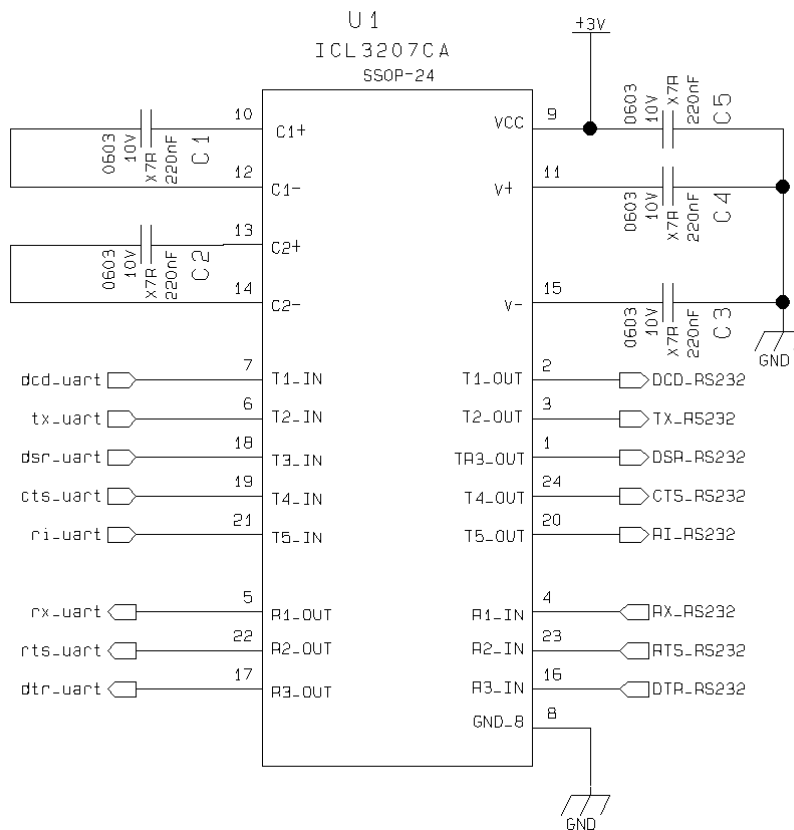 U1
ICL3207CA
SSOP-24
+3V
10
C1+
0603
10V
X7R
220nF
C1
12
C1-
13
C2+
0603
10V
X7R
220nF
C2
14
C2-
VCC
9
0603
10V
X7R
220nF
C5
V+
11
0603
10V
X7R
220nF
C4
V-
15
0603
10V
X7R
220nF
C3
GND
dcd_uart
7
T1_IN
T1_OUT
2
DCD_RS232
tx_uart
6
T2_IN
T2_OUT
3
TX_RS232
dsr_uart
18
T3_IN
TR3_OUT
1
DSR_RS232
cts_uart
19
T4_IN
T4_OUT
24
CTS_RS232
ri_uart
21
T5_IN
T5_OUT
20
RI_RS232
rx_uart
5
R1_OUT
R1_IN
4
RX_RS232
rts_uart
22
R2_OUT
R2_IN
23
RTS_RS232
dtr_uart
17
R3_OUT
R3_IN
16
DTR_RS232
GND_8
8
GND